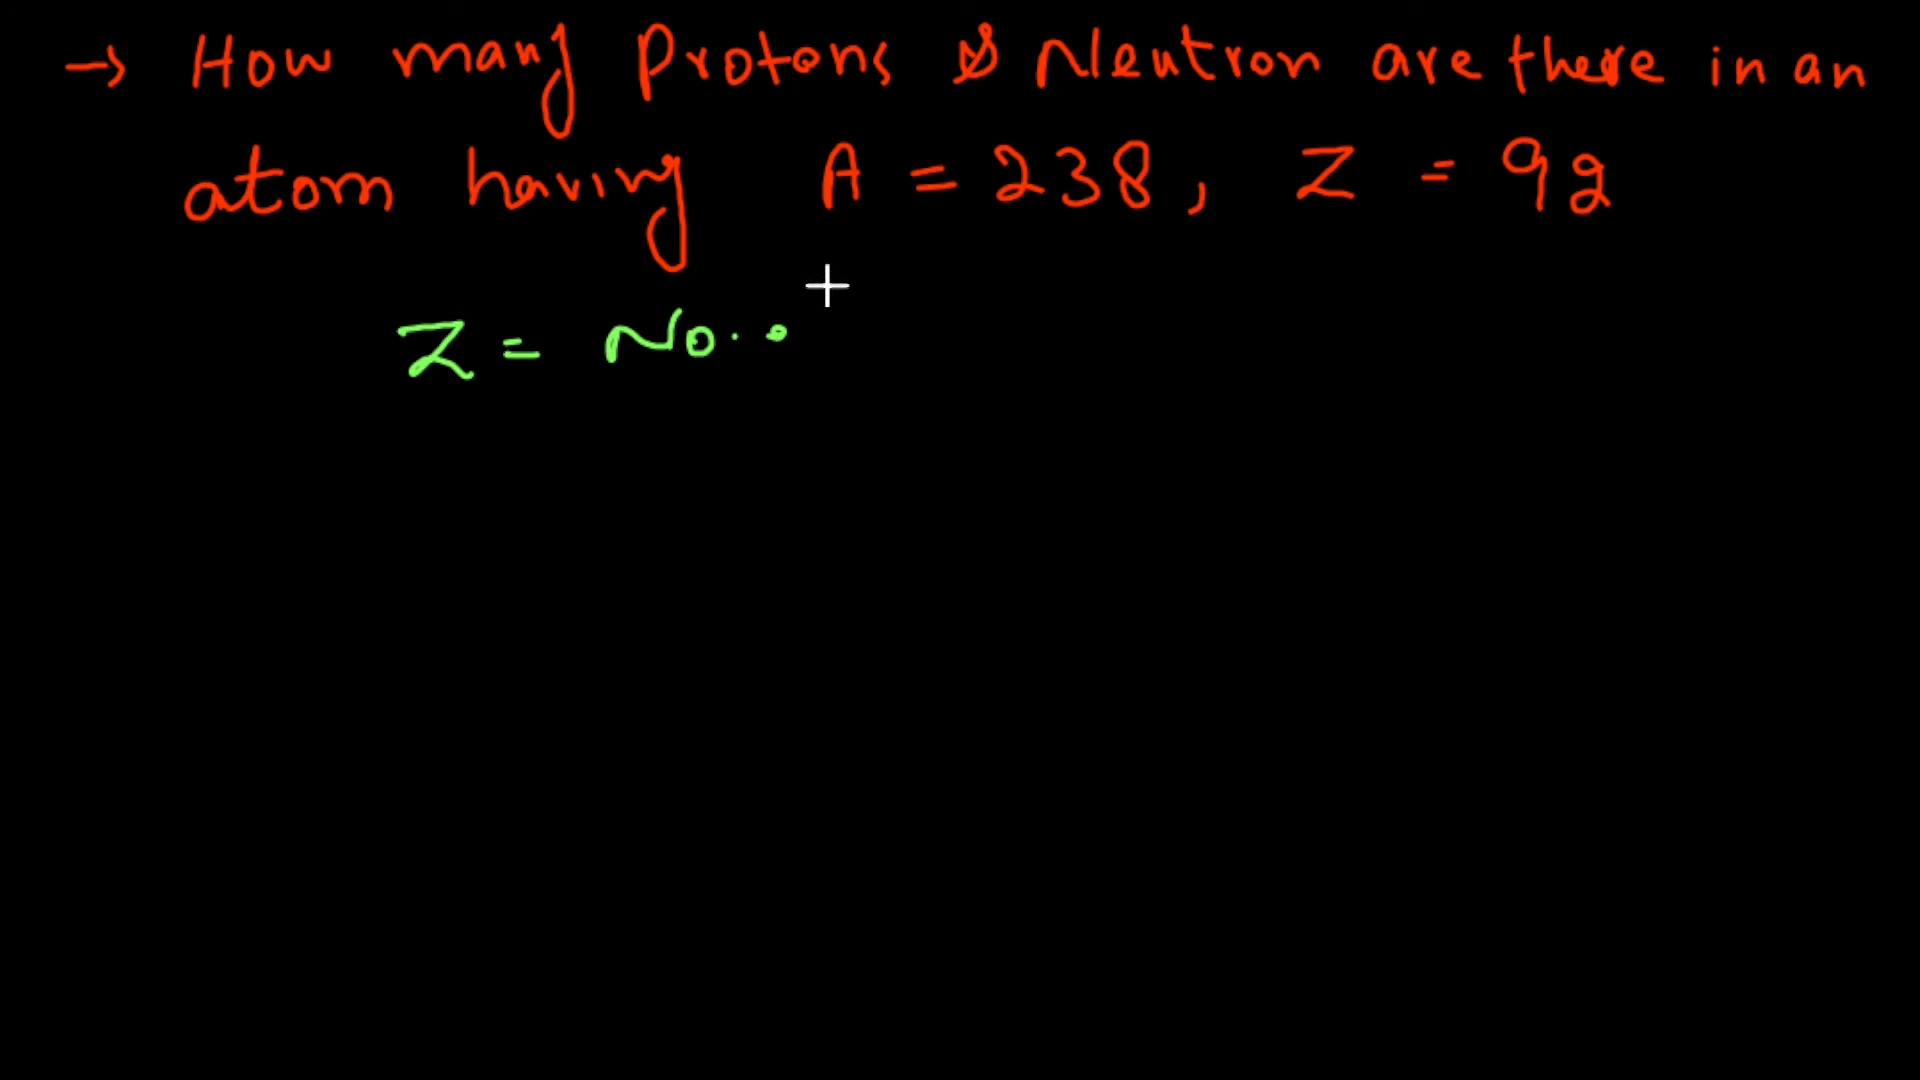 → How many Protons & Neutron are there in an
atom having A = 238, Z = 92
Z = No. o